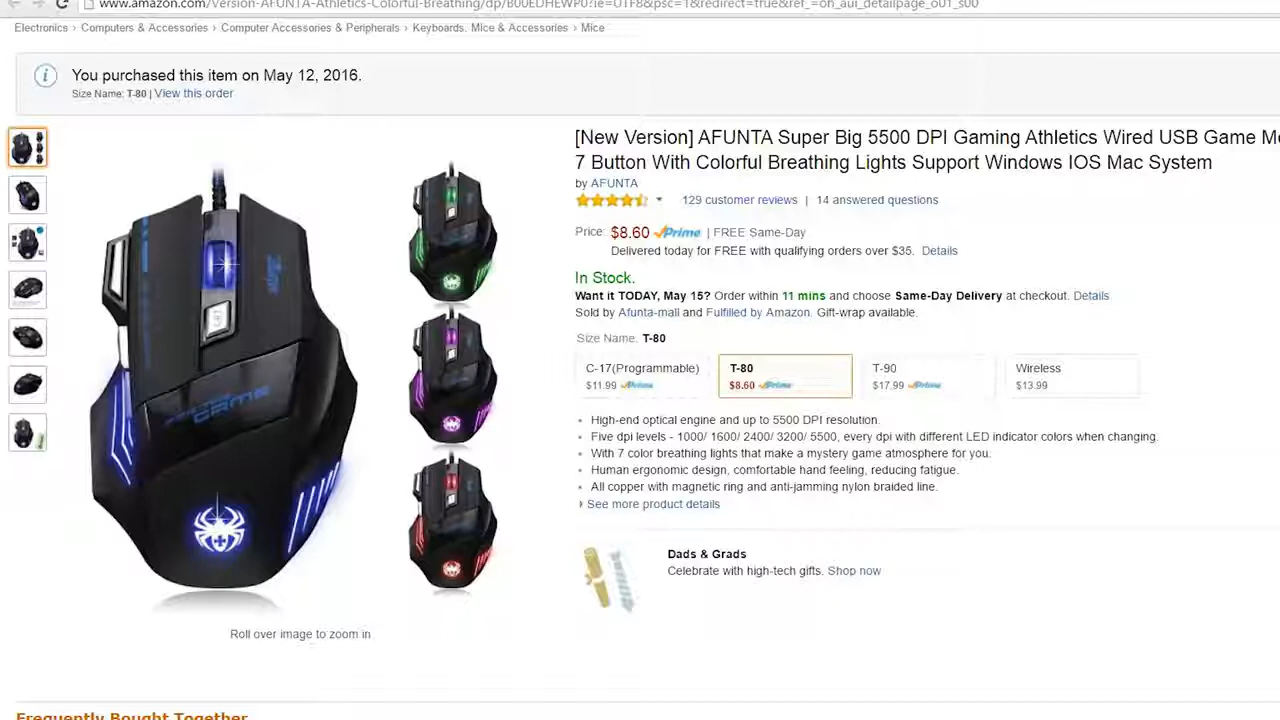 www.amazon.com/Version-AFUNTA-Athletics-Colorful-Breathing/dp/B00EDHEWP0?ie=UTF8&psc=1&redirect=true&ref_=oh_aui_detailpage_o01_s00
Electronics › Computers & Accessories › Computer Accessories & Peripherals › Keyboards, Mice & Accessories › Mice
You purchased this item on May 12, 2016.
Size Name: T-80 | View this order
[New Version] AFUNTA Super Big 5500 DPI Gaming Athletics Wired USB Game
7 Button With Colorful Breathing Lights Support Windows IOS Mac System
by AFUNTA
129 customer reviews | 14 answered questions
Price: $8.60 Prime | FREE Same-Day
Delivered today for FREE with qualifying orders over $35. Details
In Stock.
Want it TODAY, May 15? Order within 11 mins and choose Same-Day Delivery at checkout. Details
Sold by Afunta-mall and Fulfilled by Amazon. Gift-wrap available.
Size Name: T-80
C-17(Programmable) T-80 T-90 Wireless
$11.99 Prime $8.60 Prime $17.99 Prime $13.99
• High-end optical engine and up to 5500 DPI resolution.
• Five dpi levels - 1000/ 1600/ 2400/ 3200/ 5500, every dpi with different LED indicator colors when changing.
• With 7 color breathing lights that make a mystery game atmosphere for you.
• Human ergonomic design, comfortable hand feeling, reducing fatigue.
• All copper with magnetic ring and anti-jamming nylon braided line.
› See more product details
Dads & Grads
Celebrate with high-tech gifts. Shop now
GAME
Roll over image to zoom in
Frequently Bought Together